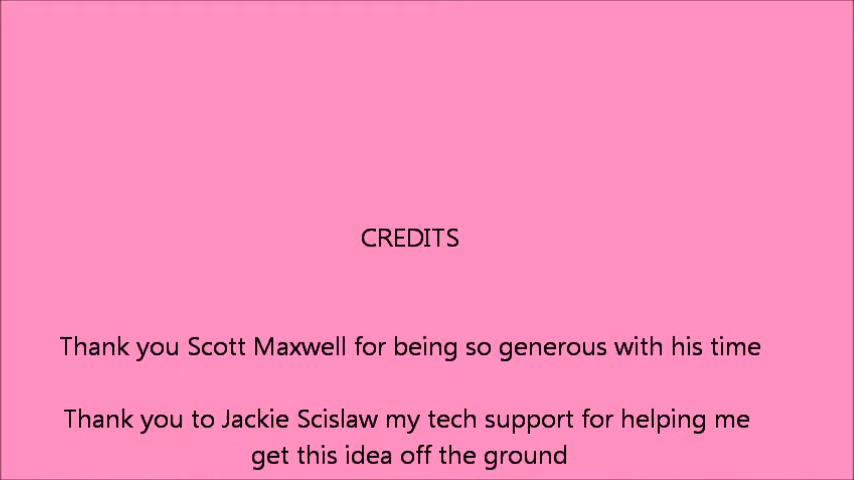 CREDITS
Thank you Scott Maxwell for being so generous with his time
Thank you to Jackie Scislaw my tech support for helping me
get this idea off the ground